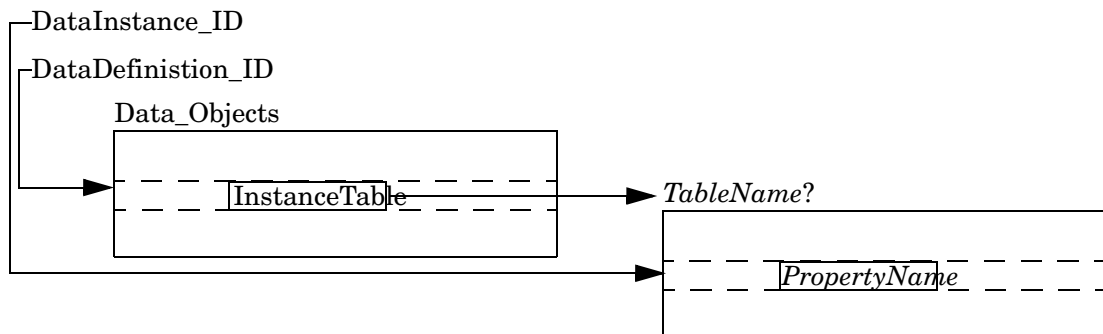 DataInstance_ID
DataDefinistion_ID
Data_Objects
InstanceTable
TableName?
PropertyName